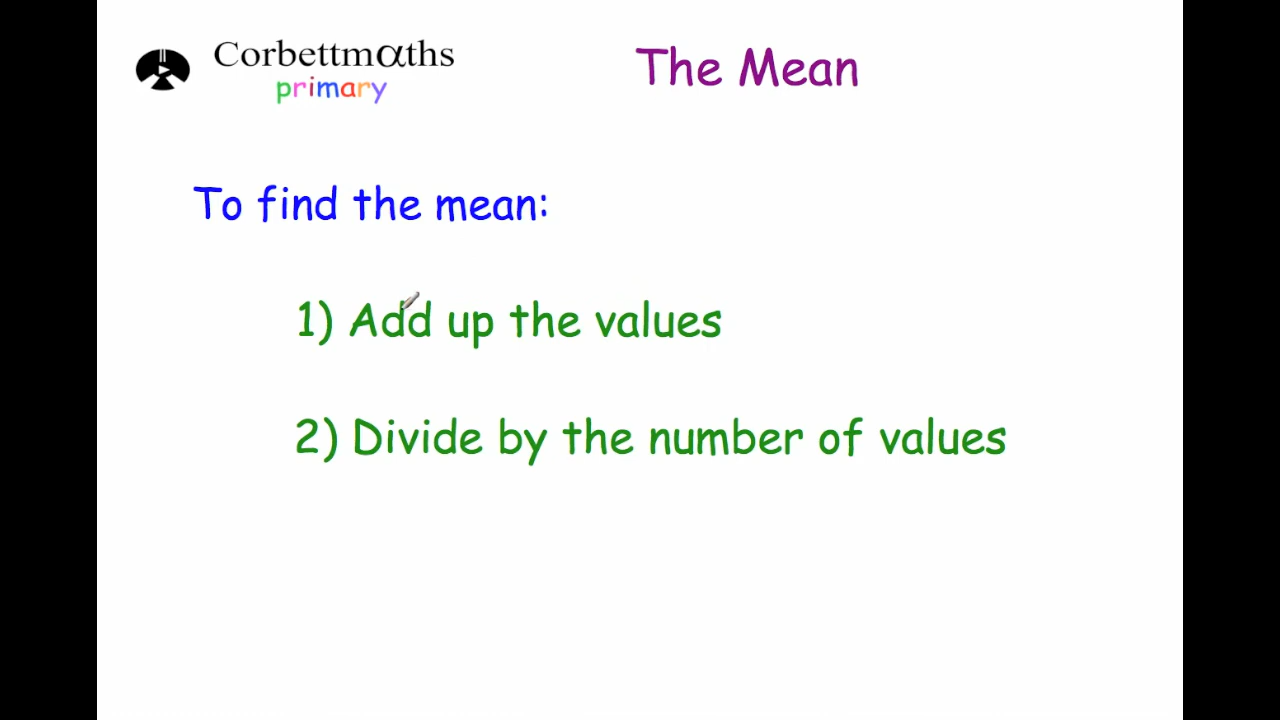 Corbettmαths
primary
The Mean
To find the mean:
1) Add up the values
2) Divide by the number of values